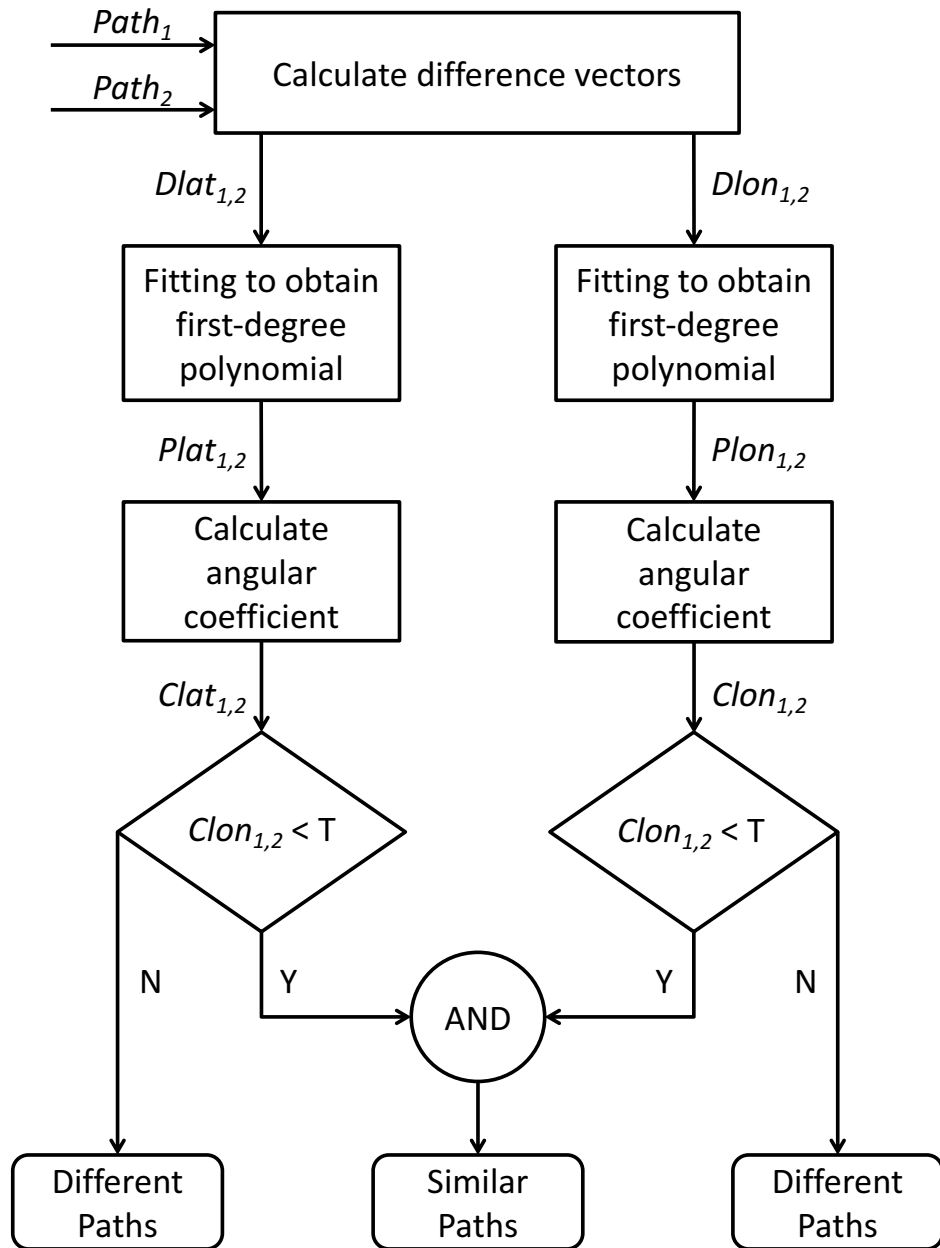 Path1
Calculate difference vectors
Path2
Dlat1,2
Dlon1,2
Fitting to obtain
first-degree
polynomial
Fitting to obtain
first-degree
polynomial
Plat1,2
Plon1,2
Calculate
angular
coefficient
Calculate
angular
coefficient
Clat1,2
Clon1,2
Clon1,2 < T
Clon1,2 < T
N
Y
Y
N
AND
Different
Paths
Similar
Paths
Different
Paths